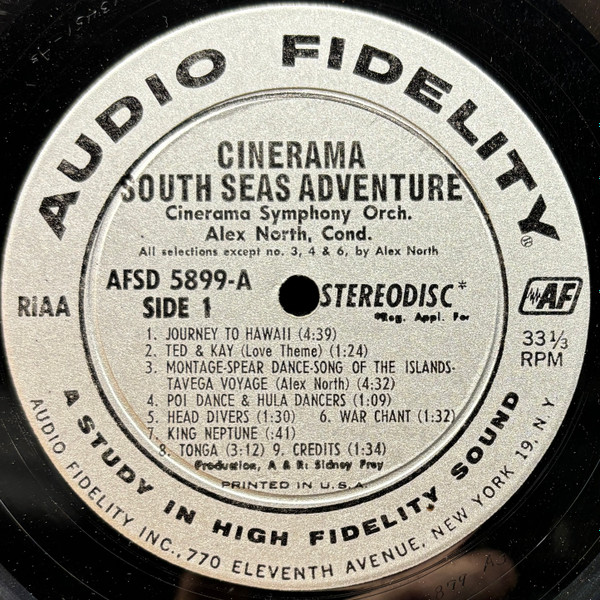 AUDIO FIDELITY®
CINERAMA
SOUTH SEAS ADVENTURE
Cinerama Symphony Orch.
Alex North, Cond.
All selections except no. 3, 4 & 6, by Alex North
AFSD 5899-A
SIDE 1
RIAA
STEREODISC*
*Reg. Appl. For
AF
33 1/3
RPM
1. JOURNEY TO HAWAII (4:39)
2. TED & KAY (Love Theme) (1:24)
3. MONTAGE-SPEAR DANCE-SONG OF THE ISLANDS-
TAVEGA VOYAGE (Alex North) (4:32)
4. POI DANCE & HULA DANCERS (1:09)
5. HEAD DIVERS (1:30) 6. WAR CHANT (1:32)
7. KING NEPTUNE (:41)
8. TONGA (3:12) 9. CREDITS (1:34)
Production, A & R: Sidney Frey
PRINTED IN U.S.A.
A STUDY IN HIGH FIDELITY SOUND
AUDIO FIDELITY INC., 770 ELEVENTH AVENUE, NEW YORK 19, N.Y